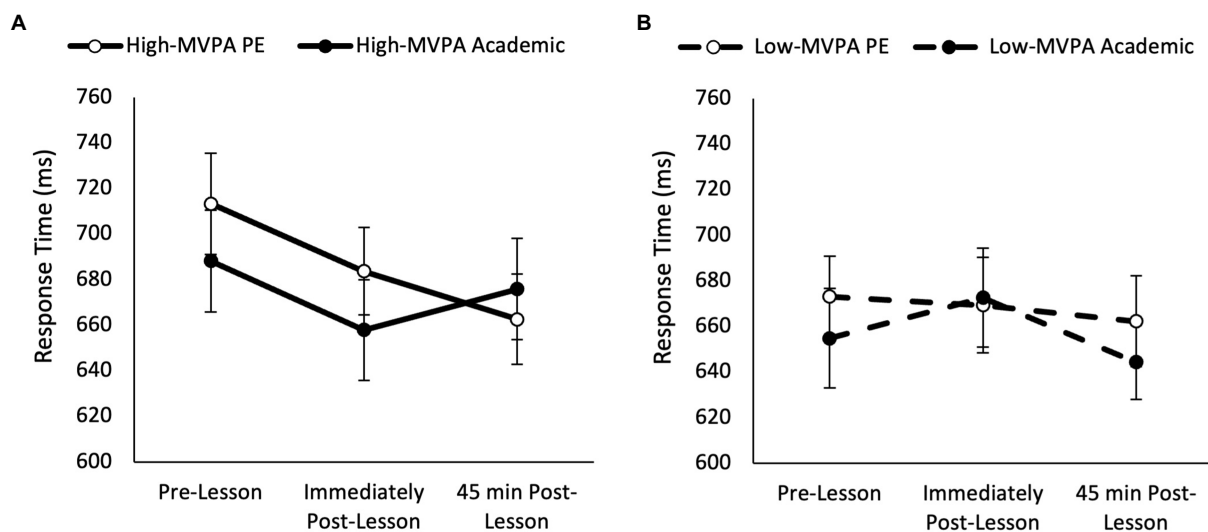 A
High-MVPA PE
High-MVPA Academic
Response Time (ms)
760
740
720
700
680
660
640
620
600
Pre-Lesson
Immediately
Post-Lesson
45 min Post-
Lesson
B
Low-MVPA PE
Low-MVPA Academic
Response Time (ms)
760
740
720
700
680
660
640
620
600
Pre-Lesson
Immediately
Post-Lesson
45 min Post-
Lesson